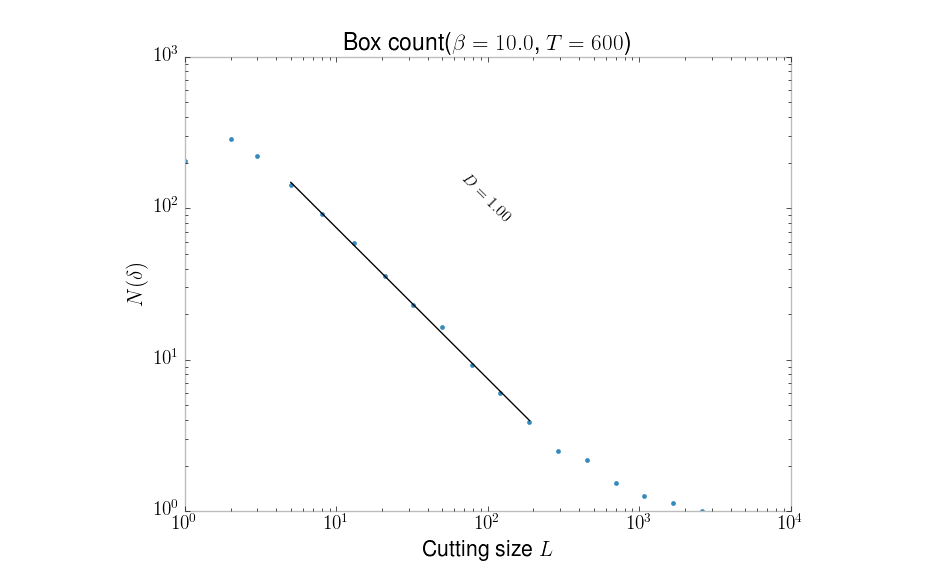 Box count(β = 10.0, T = 600)
10³
10²
10¹
10⁰
N(δ)
D = 1.00
10⁰ 10¹ 10² 10³ 10⁴
Cutting size L